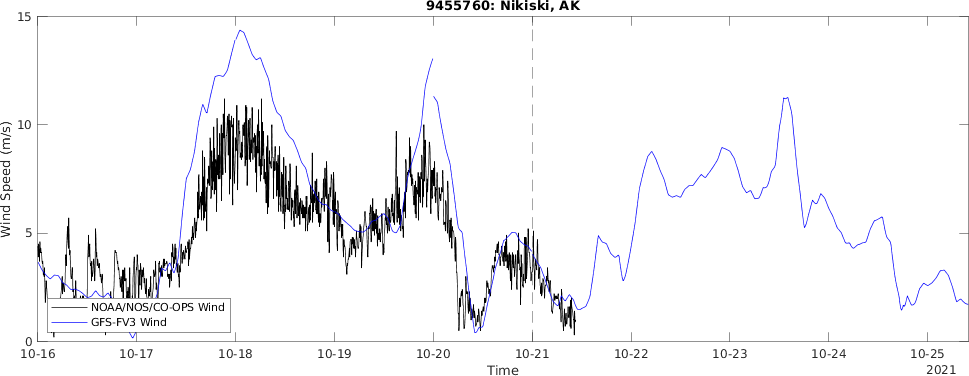 9455760: Nikiski, AK
15
10
5
0
Wind Speed (m/s)
NOAA/NOS/CO-OPS Wind
GFS-FV3 Wind
10-16 10-17 10-18 10-19 10-20 10-21 10-22 10-23 10-24 10-25
Time
2021